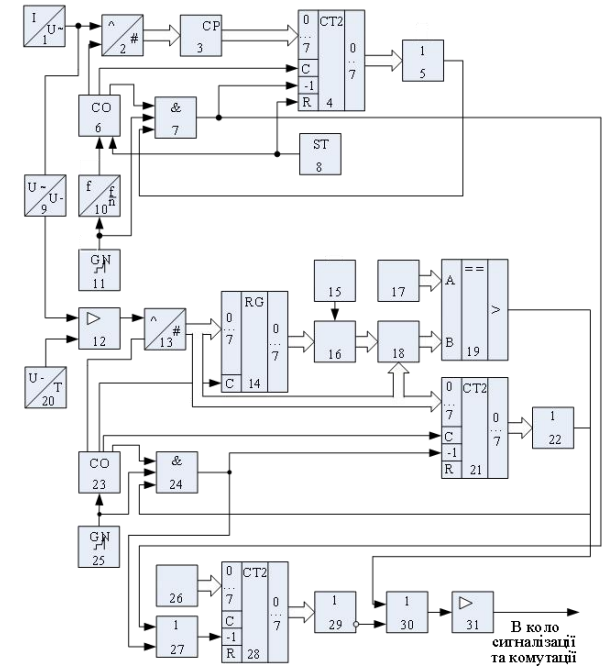 I
U~
1
^
#
2
CP
3
0
...
7
CT2
0
...
7
C
-1
R
4
1
5
CO
6
&
7
ST
8
U~
U-
9
f
f
n
10
GN
11
▷
12
^
#
13
0
...
7
RG
0
...
7
C
14
15
16
17
18
A
==
>
B
19
U-
T
20
0
...
7
CT2
0
...
7
C
-1
R
21
1
22
CO
23
&
24
GN
25
26
1
27
0
...
7
CT2
0
...
7
C
-1
R
28
1
29
1
30
▷
31
В коло
сигналізації
та комутації